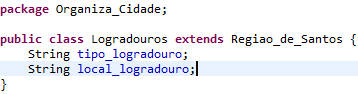 package Organiza_Cidade;
public class Logradouros extends Regiao_de_Santos {
String tipo_logradouro;
String local_logradouro;
}